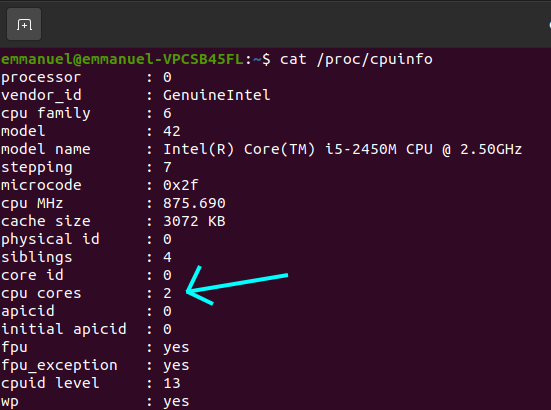 emmanuel@emmanuel-VPCSB45FL:~$ cat /proc/cpuinfo
processor : 0
vendor_id : GenuineIntel
cpu family : 6
model : 42
model name : Intel(R) Core(TM) i5-2450M CPU @ 2.50GHz
stepping : 7
microcode : 0x2f
cpu MHz : 875.690
cache size : 3072 KB
physical id : 0
siblings : 4
core id : 0
cpu cores : 2
apicid : 0
initial apicid : 0
fpu : yes
fpu_exception : yes
cpuid level : 13
wp : yes